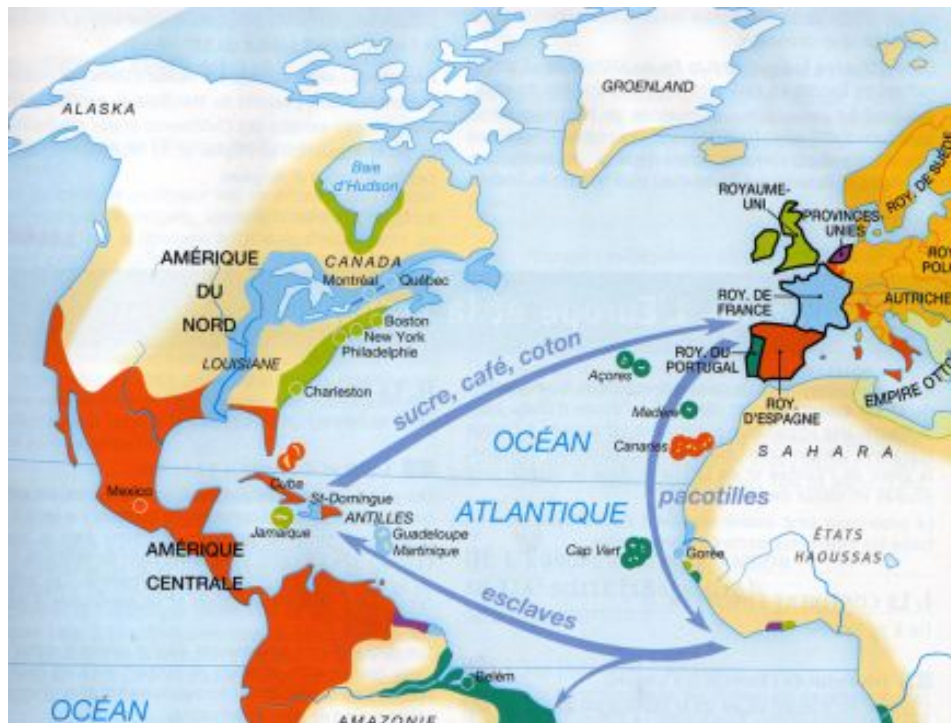 ALASKA
GROENLAND
Baie
d'Hudson
ROYAUME-
UNI
PROVINCES-
UNIES
ROY. DE SUÈDE
AMÉRIQUE
DU
NORD
CANADA
Montréal
Québec
ROY. DE
FRANCE
AUTRICHE
Boston
New York
Philadelphie
LOUISIANE
Charleston
sucre, café, coton
Açores
ROY. DU
PORTUGAL
ROY.
D'ESPAGNE
Madère
Canaries
OCÉAN
ATLANTIQUE
SAHARA
Mexico
Cuba
St-Domingue
ANTILLES
Jamaïque
Guadeloupe
Martinique
pacotilles
AMÉRIQUE
CENTRALE
Cap Vert
Gorée
ÉTATS
HAOUSSAS
esclaves
Belém
AMAZONIE
OCÉAN